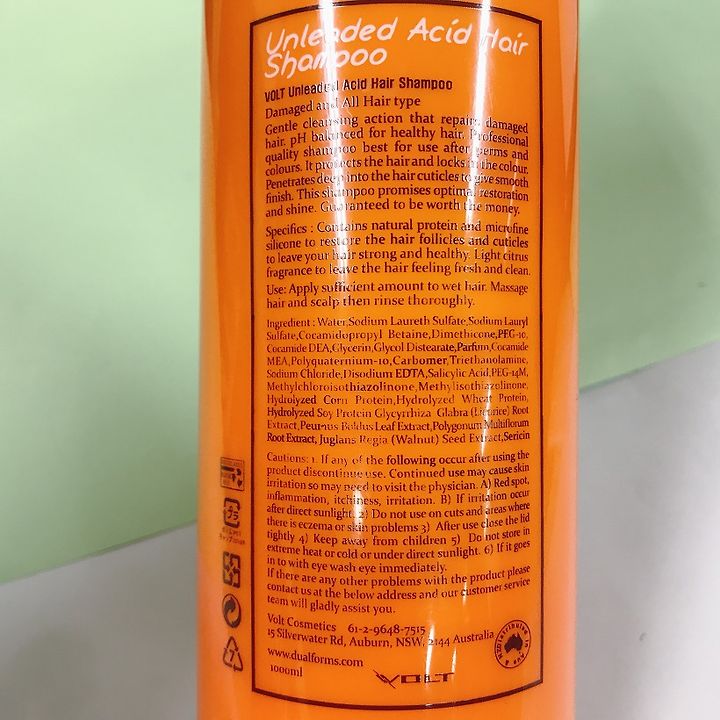 Unleaded Acid Hair
Shampoo
VOLT Unleaded Acid Hair Shampoo
Damaged and All Hair type
Gentle cleansing action that repairs damaged
hair. pH balanced for healthy hair. Professional
quality shampoo best for use after perms and
colours. It protects the hair and locks in the colour.
Penetrates deep into the hair cuticles to give smooth
finish. This shampoo promises optimal restoration
and shine. Guaranteed to be worth the money.
Specifics : Contains natural protein and microfine
silicone to restore the hair follicles and cuticles
to leave your hair strong and healthy. Light citrus
fragrance to leave the hair feeling fresh and clean.
Use: Apply sufficient amount to wet hair. Massage
hair and scalp then rinse thoroughly.
Ingredient : Water,Sodium Laureth Sulfate,Sodium Lauryl
Sulfate,Cocamidopropyl Betaine,Dimethicone,PEG-10,
Cocamide DEA,Glycerin,Glycol Distearate,Parfum,Cocamide
MEA,Polyquaternium-10,Carbomer,Triethanolamine,
Sodium Chloride,Disodium EDTA,Salicylic Acid,PEG-14M,
Methylchloroisothiazolinone,Methylisothiazolinone,
Hydrolyzed Corn Protein,Hydrolyzed Wheat Protein,
Hydrolyzed Soy Protein Glycyrrhiza Glabra (Licorice) Root
Extract,Peumus Boldus Leaf Extract,Polygonum Multiflorum
Root Extract, Juglans Regia (Walnut) Seed Extract,Sericin
Cautions: 1. If any of the following occur after using the
product discontinue use. Continued use may cause skin
irritation so may need to visit the physician. A) Red spot,
inflammation, itchiness, irritation. B) If irritation occur
after direct sunlight. 2) Do not use on cuts and areas where
there is eczema or skin problems 3) After use close the lid
tightly 4) Keep away from children 5) Do not store in
extreme heat or cold or under direct sunlight. 6) If it goes
in to with eye wash eye immediately.
If there are any other problems with the product please
contact us at the below address and our customer service
team will gladly assist you.
Volt Cosmetics 61-2-9648-7515
15 Silverwater Rd, Auburn, NSW, 2144 Australia
www.dualforms.com
1000ml
VOLT
Distributed in
プラ
7